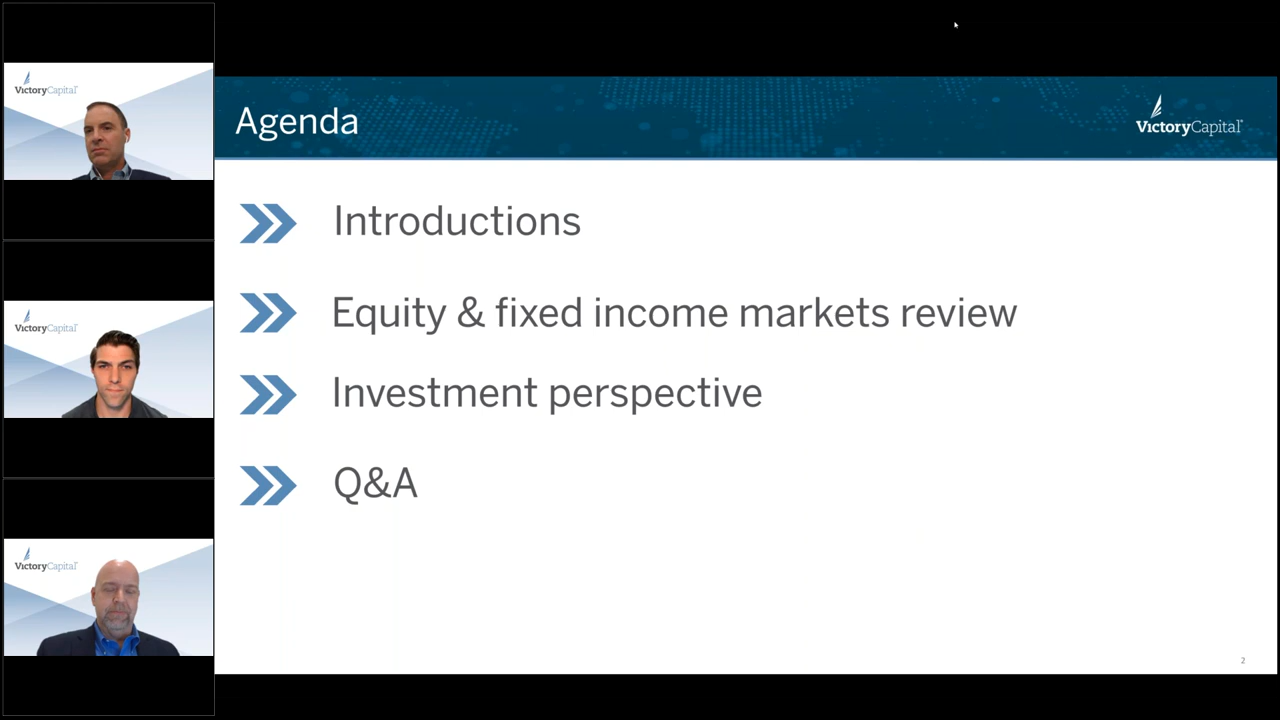 VictoryCapital
VictoryCapital
VictoryCapital
Agenda
VictoryCapital
Introductions
Equity & fixed income markets review
Investment perspective
Q&A
2